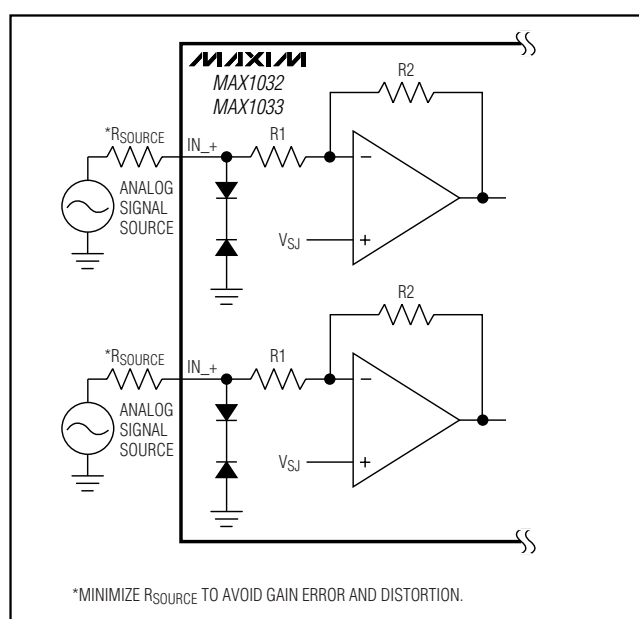 MAXIM
MAX1032
MAX1033
R2
*RSOURCE
IN_+
R1
ANALOG
SIGNAL
SOURCE
−
VSJ
+
R2
*RSOURCE
IN_+
R1
ANALOG
SIGNAL
SOURCE
−
VSJ
+
*MINIMIZE RSOURCE TO AVOID GAIN ERROR AND DISTORTION.